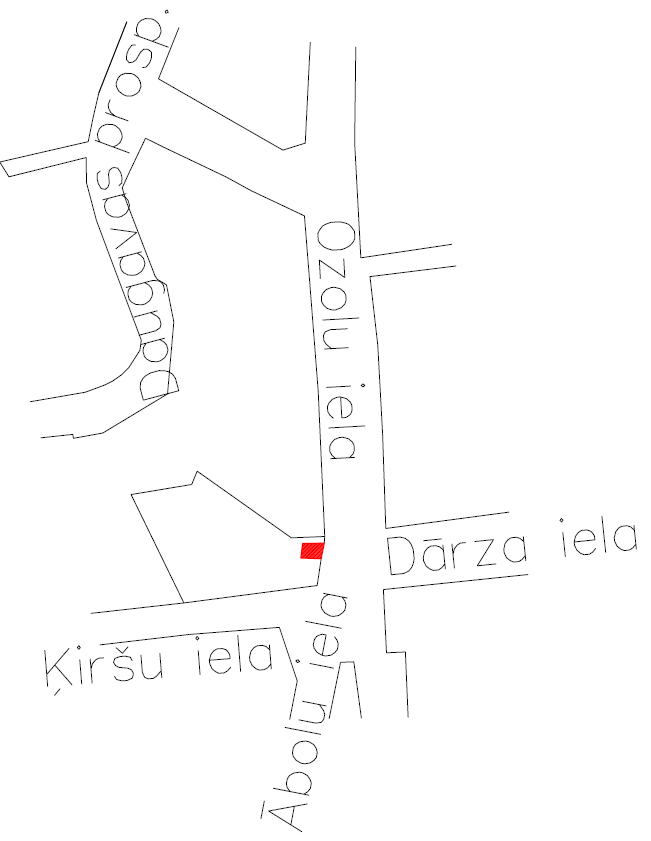 Daugavas prosp.
Ozolu iela
Dārza iela
Ķiršu iela
Ābolu iela